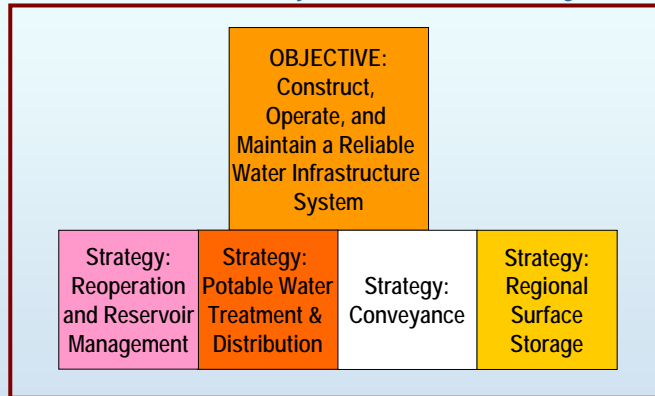 OBJECTIVE:
Construct,
Operate, and
Maintain a Reliable
Water Infrastructure
System
Strategy:
Reoperation
and Reservoir
Management
Strategy:
Potable Water
Treatment &
Distribution
Strategy:
Conveyance
Strategy:
Regional
Surface
Storage